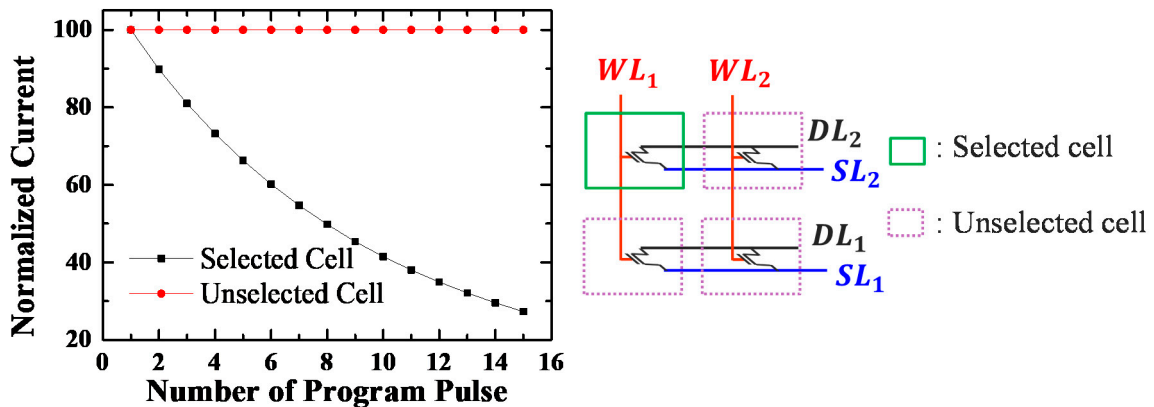 Normalized Current
100
80
60
40
20
Selected Cell
Unselected Cell
0 2 4 6 8 10 12 14 16
Number of Program Pulse
WL1 WL2
DL2
SL2
DL1
SL1
: Selected cell
: Unselected cell